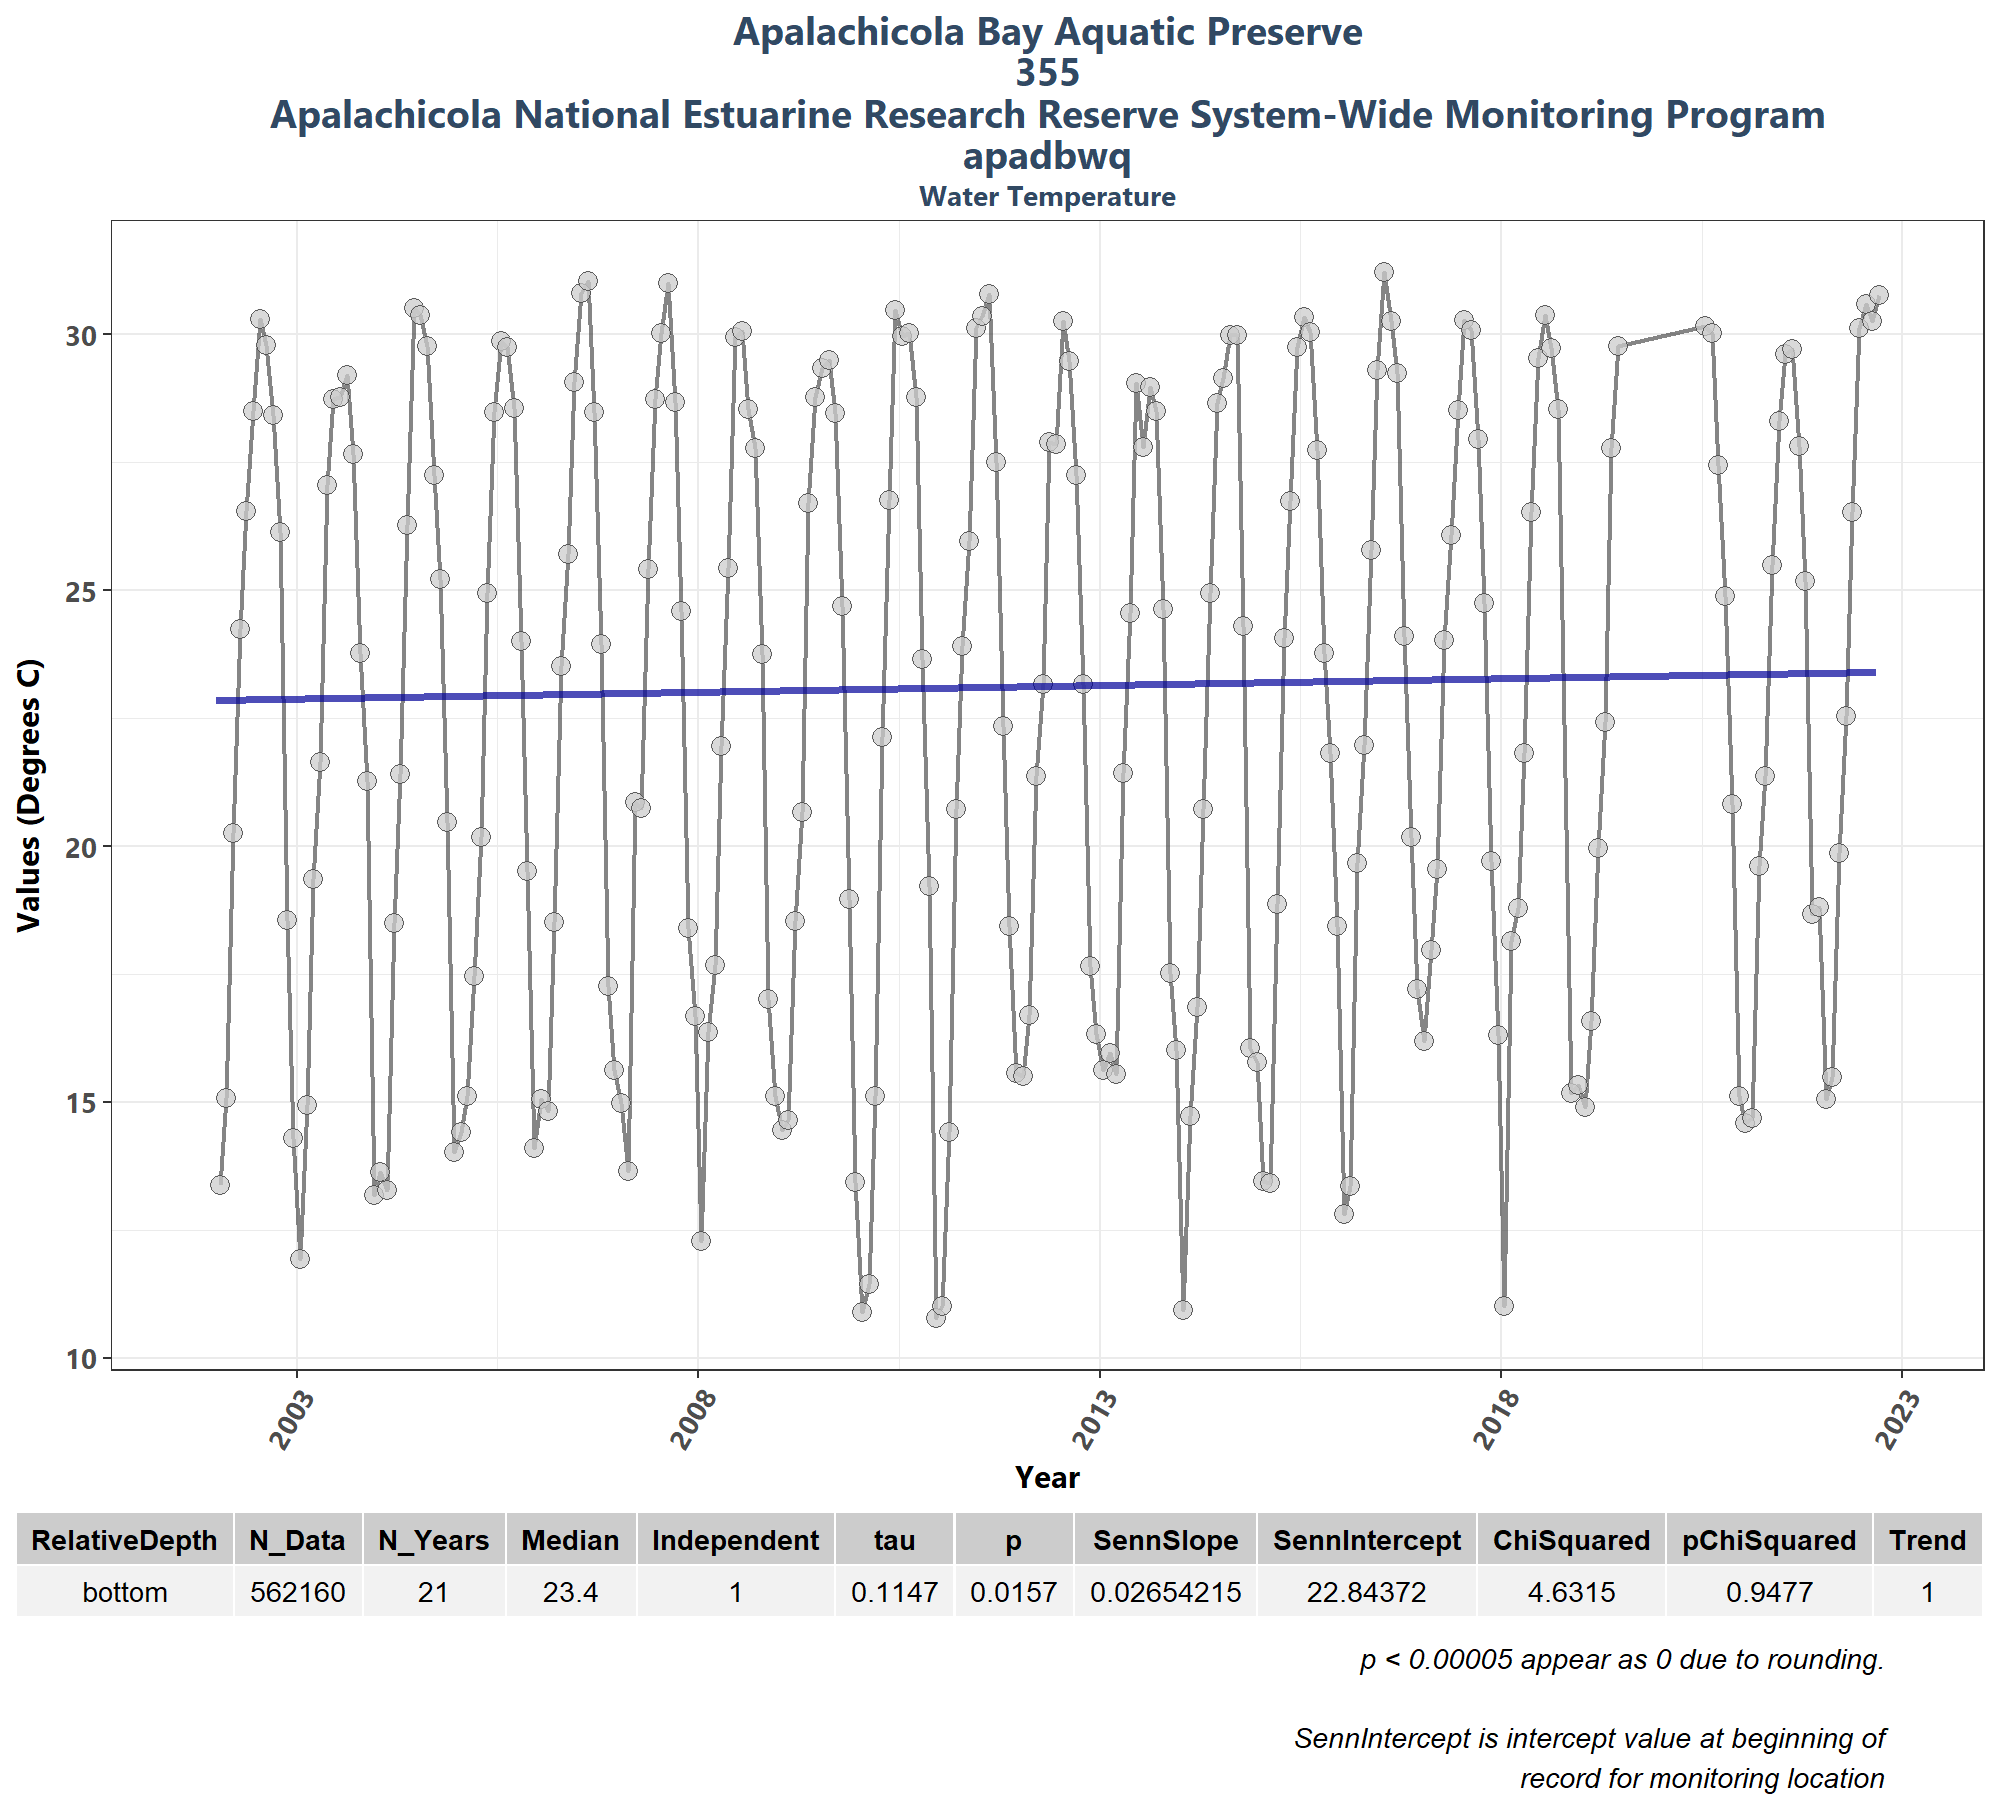 Apalachicola Bay Aquatic Preserve
355
Apalachicola National Estuarine Research Reserve System-Wide Monitoring Program
apadbwq
Water Temperature
Values (Degrees C)
30
25
20
15
10
2003
2008
2013
2018
2023
Year
RelativeDepth N_Data N_Years Median Independent tau p SennSlope SennIntercept ChiSquared pChiSquared Trend
bottom 562160 21 23.4 1 0.1147 0.0157 0.02654215 22.84372 4.6315 0.9477 1
p < 0.00005 appear as 0 due to rounding.
SennIntercept is intercept value at beginning of
record for monitoring location